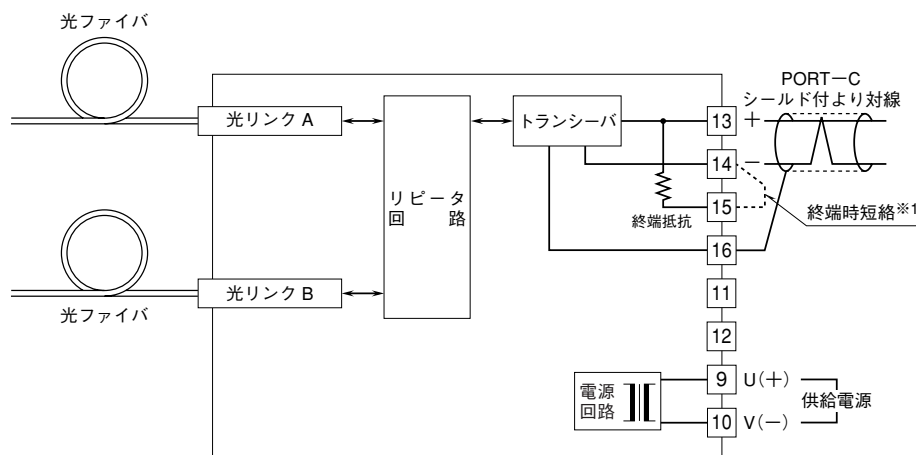 光ファイバ
光リンク A
リピータ
回 路
トランシーバ
13
+
PORT－C
シールド付より対線
14
－
15
終端抵抗
終端時短絡※1
16
光リンク B
光ファイバ
11
12
電源
回路
9
U(＋)
供給電源
10
V(－)